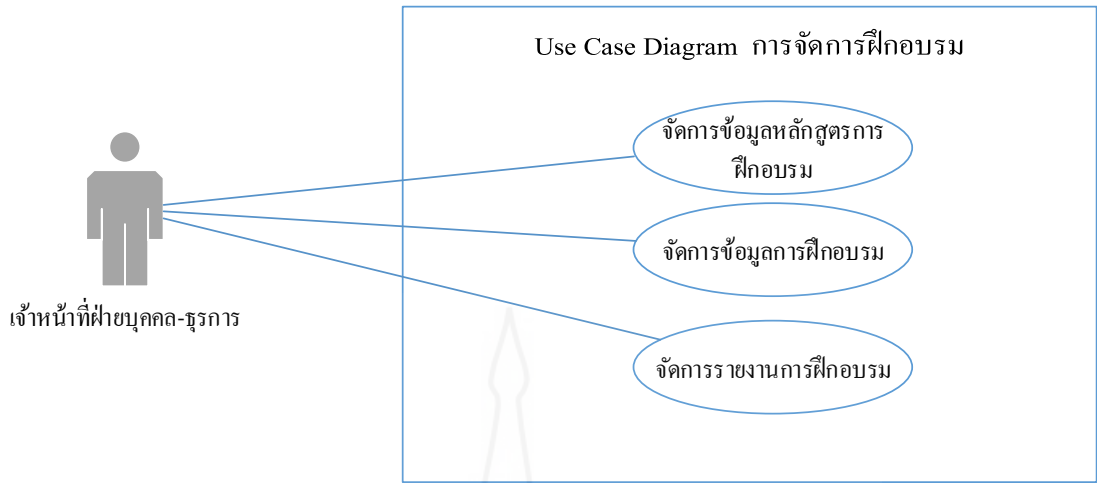 Use Case Diagram การจัดการฝึกอบรม
จัดการข้อมูลหลักสูตรการ
ฝึกอบรม
จัดการข้อมูลการฝึกอบรม
เจ้าหน้าที่ฝ่ายบุคคล-ธุรการ
จัดการรายงานการฝึกอบรม